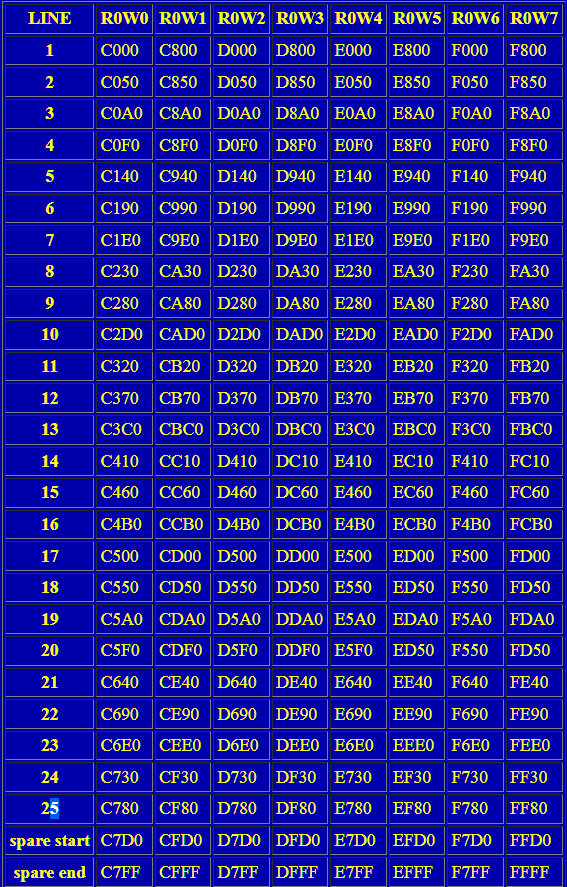 LINE R0W0 R0W1 R0W2 R0W3 R0W4 R0W5 R0W6 R0W7
1 C000 C800 D000 D800 E000 E800 F000 F800
2 C050 C850 D050 D850 E050 E850 F050 F850
3 C0A0 C8A0 D0A0 D8A0 E0A0 E8A0 F0A0 F8A0
4 C0F0 C8F0 D0F0 D8F0 E0F0 E8F0 F0F0 F8F0
5 C140 C940 D140 D940 E140 E940 F140 F940
6 C190 C990 D190 D990 E190 E990 F190 F990
7 C1E0 C9E0 D1E0 D9E0 E1E0 E9E0 F1E0 F9E0
8 C230 CA30 D230 DA30 E230 EA30 F230 FA30
9 C280 CA80 D280 DA80 E280 EA80 F280 FA80
10 C2D0 CAD0 D2D0 DAD0 E2D0 EAD0 F2D0 FAD0
11 C320 CB20 D320 DB20 E320 EB20 F320 FB20
12 C370 CB70 D370 DB70 E370 EB70 F370 FB70
13 C3C0 CBC0 D3C0 DBC0 E3C0 EBC0 F3C0 FBC0
14 C410 CC10 D410 DC10 E410 EC10 F410 FC10
15 C460 CC60 D460 DC60 E460 EC60 F460 FC60
16 C4B0 CCB0 D4B0 DCB0 E4B0 ECB0 F4B0 FCB0
17 C500 CD00 D500 DD00 E500 ED00 F500 FD00
18 C550 CD50 D550 DD50 E550 ED50 F550 FD50
19 C5A0 CDA0 D5A0 DDA0 E5A0 EDA0 F5A0 FDA0
20 C5F0 CDF0 D5F0 DDF0 E5F0 ED50 F550 FD50
21 C640 CE40 D640 DE40 E640 EE40 F640 FE40
22 C690 CE90 D690 DE90 E690 EE90 F690 FE90
23 C6E0 CEE0 D6E0 DEE0 E6E0 EEE0 F6E0 FEE0
24 C730 CF30 D730 DF30 E730 EF30 F730 FF30
25 C780 CF80 D780 DF80 E780 EF80 F780 FF80
spare start C7D0 CFD0 D7D0 DFD0 E7D0 EFD0 F7D0 FFD0
spare end C7FF CFFF D7FF DFFF E7FF EFFF F7FF FFFF